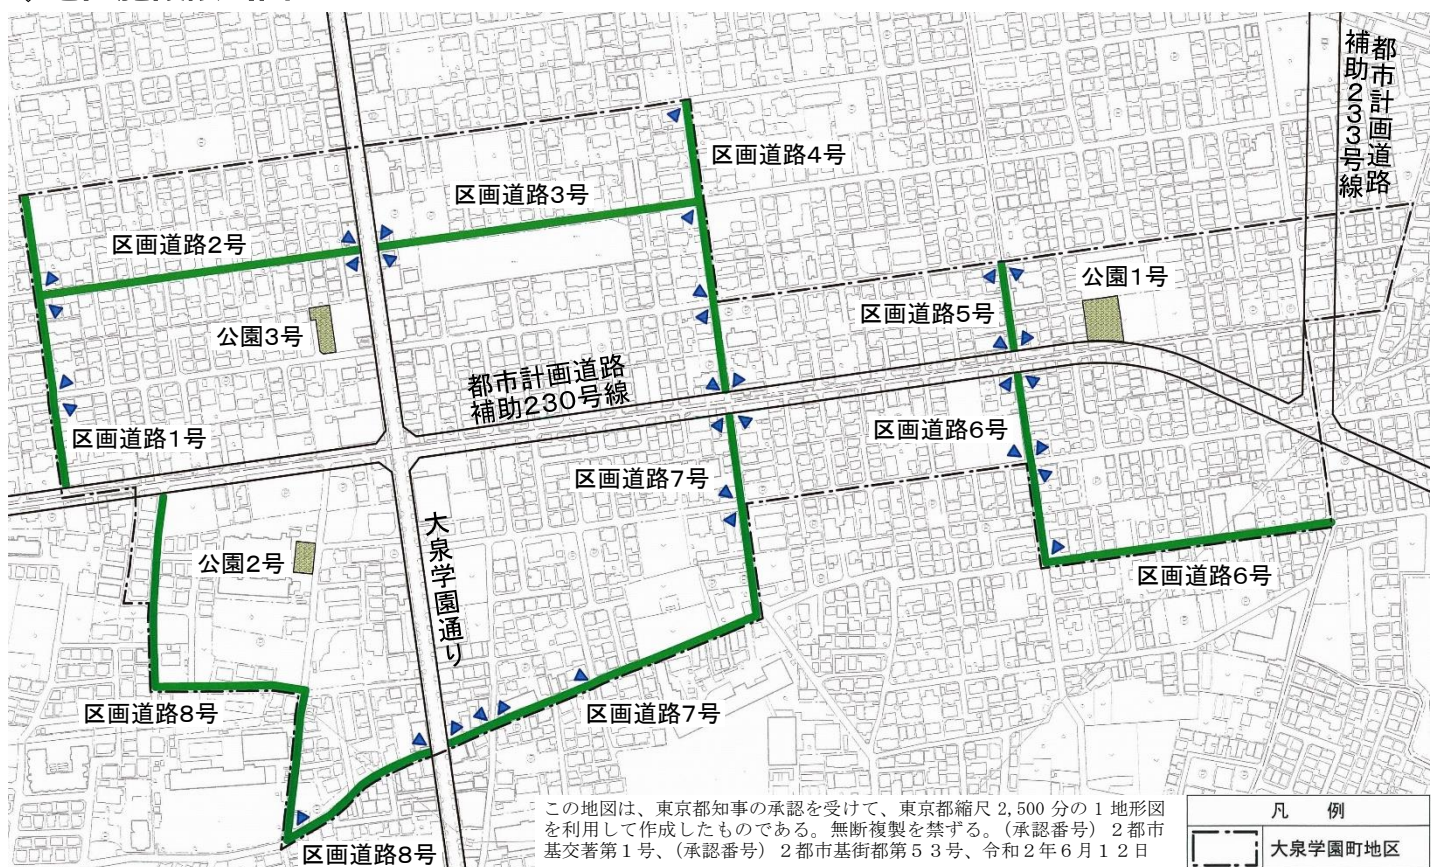 都市計画道路
補助233号線
区画道路4号
区画道路3号
区画道路2号
公園1号
区画道路5号
公園3号
都市計画道路
補助230号線
区画道路1号
区画道路6号
区画道路7号
大泉学園通り
公園2号
区画道路6号
区画道路8号
区画道路7号
この地図は、東京都知事の承認を受けて、東京都縮尺 2,500 分の 1 地形図
を利用して作成したものである。無断複製を禁ずる。（承認番号）２都市
基交著第１号、（承認番号）２都市基街都第５３号、令和２年６月１２日
区画道路8号
凡 例
大泉学園町地区